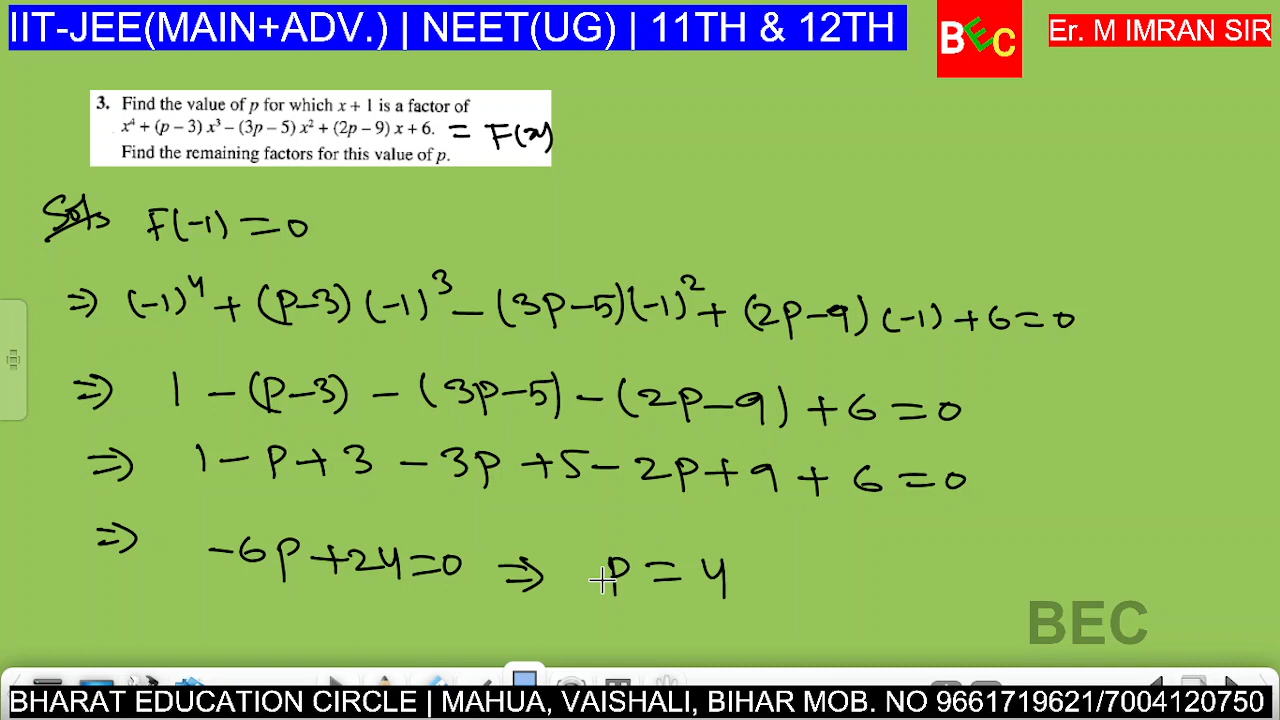 IIT-JEE(MAIN+ADV.) | NEET(UG) | 11TH & 12TH
BEC
Er. M IMRAN SIR
3. Find the value of p for which x + 1 is a factor of
x⁴ + (p – 3) x³ – (3p – 5) x² + (2p – 9) x + 6. = F(x)
Find the remaining factors for this value of p.
Sol: F(-1) = 0
⇒ (-1)⁴ + (p-3) (-1)³ - (3p-5)(-1)² + (2p-9) (-1) + 6 = 0
⇒ 1 - (p-3) - (3p-5) - (2p-9) + 6 = 0
⇒ 1 - p + 3 - 3p + 5 - 2p + 9 + 6 = 0
⇒ -6p + 24 = 0 ⇒ p = 4
BEC
BHARAT EDUCATION CIRCLE | MAHUA, VAISHALI, BIHAR MOB. NO 9661719621/7004120750